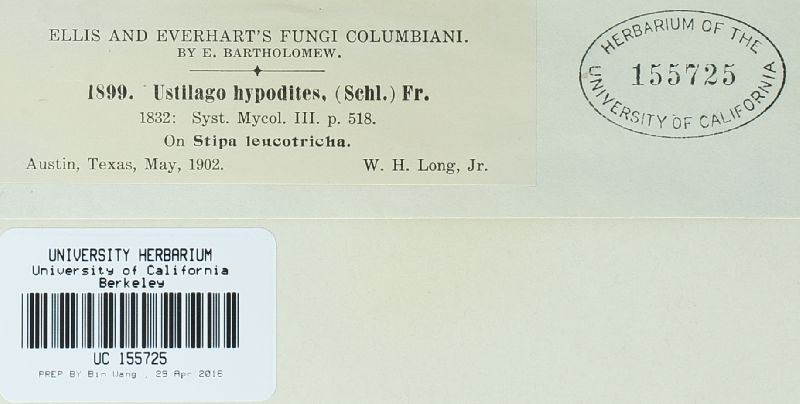 ELLIS AND EVERHART'S FUNGI COLUMBIANI.
BY E. BARTHOLOMEW.
1899. Ustilago hypodites, (Schl.) Fr.
1832: Syst. Mycol. III. p. 518.
On Stipa leucotricha.
Austin, Texas, May, 1902. W. H. Long, Jr.
HERBARIUM OF THE
155725
UNIVERSITY OF CALIFORNIA
UNIVERSITY HERBARIUM
University of California
Berkeley
UC 155725
PREP BY Bin Wang , 29 Apr 2016